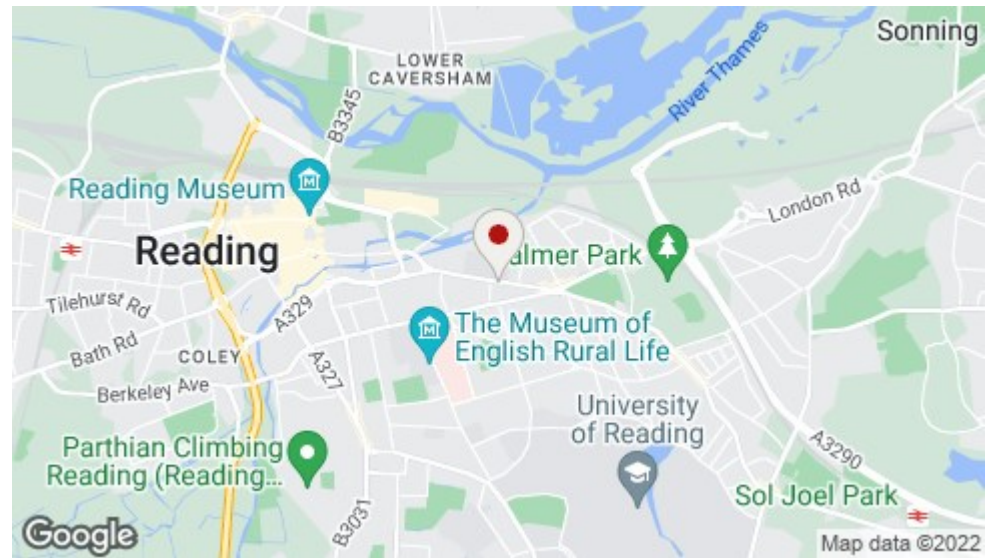 Sonning
LOWER
CAVERSHAM
River Thames
B3345
Reading Museum
London Rd
Reading
almer Park
Tilehurst Rd
A329
Bath Rd
The Museum of
English Rural Life
COLEY
A327
Berkeley Ave
University
of Reading
Parthian Climbing
Reading (Reading...
A3290
Sol Joel Park
B3031
Google
Map data ©2022